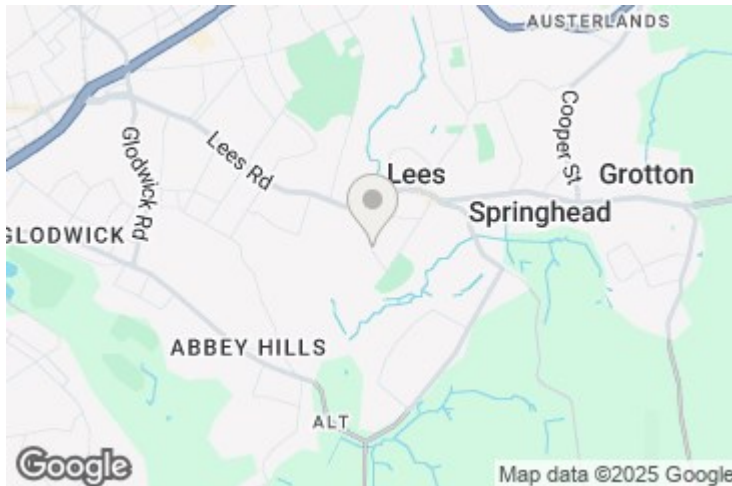 AUSTERLANDS
Cooper St
Glodwick Rd
Lees Rd
Lees
Grotton
Springhead
GLODWICK
ABBEY HILLS
ALT
Google
Map data ©2025 Google